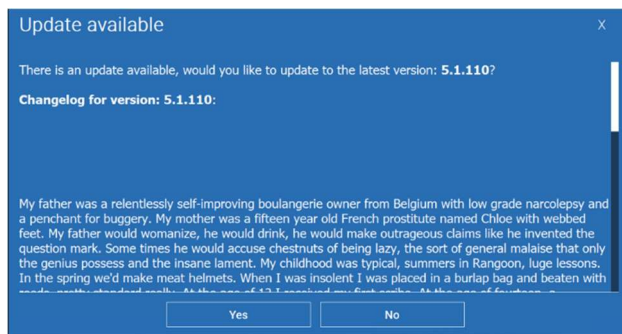 Update available
X
There is an update available, would you like to update to the latest version: 5.1.110?
Changelog for version: 5.1.110:
My father was a relentlessly self-improving boulangerie owner from Belgium with low grade narcolepsy and
a penchant for buggery. My mother was a fifteen year old French prostitute named Chloe with webbed
feet. My father would womanize, he would drink, he would make outrageous claims like he invented the
question mark. Some times he would accuse chestnuts of being lazy, the sort of general malaise that only
the genius possess and the insane lament. My childhood was typical, summers in Rangoon, luge lessons.
In the spring we'd make meat helmets. When I was insolent I was placed in a burlap bag and beaten with
Yes
No